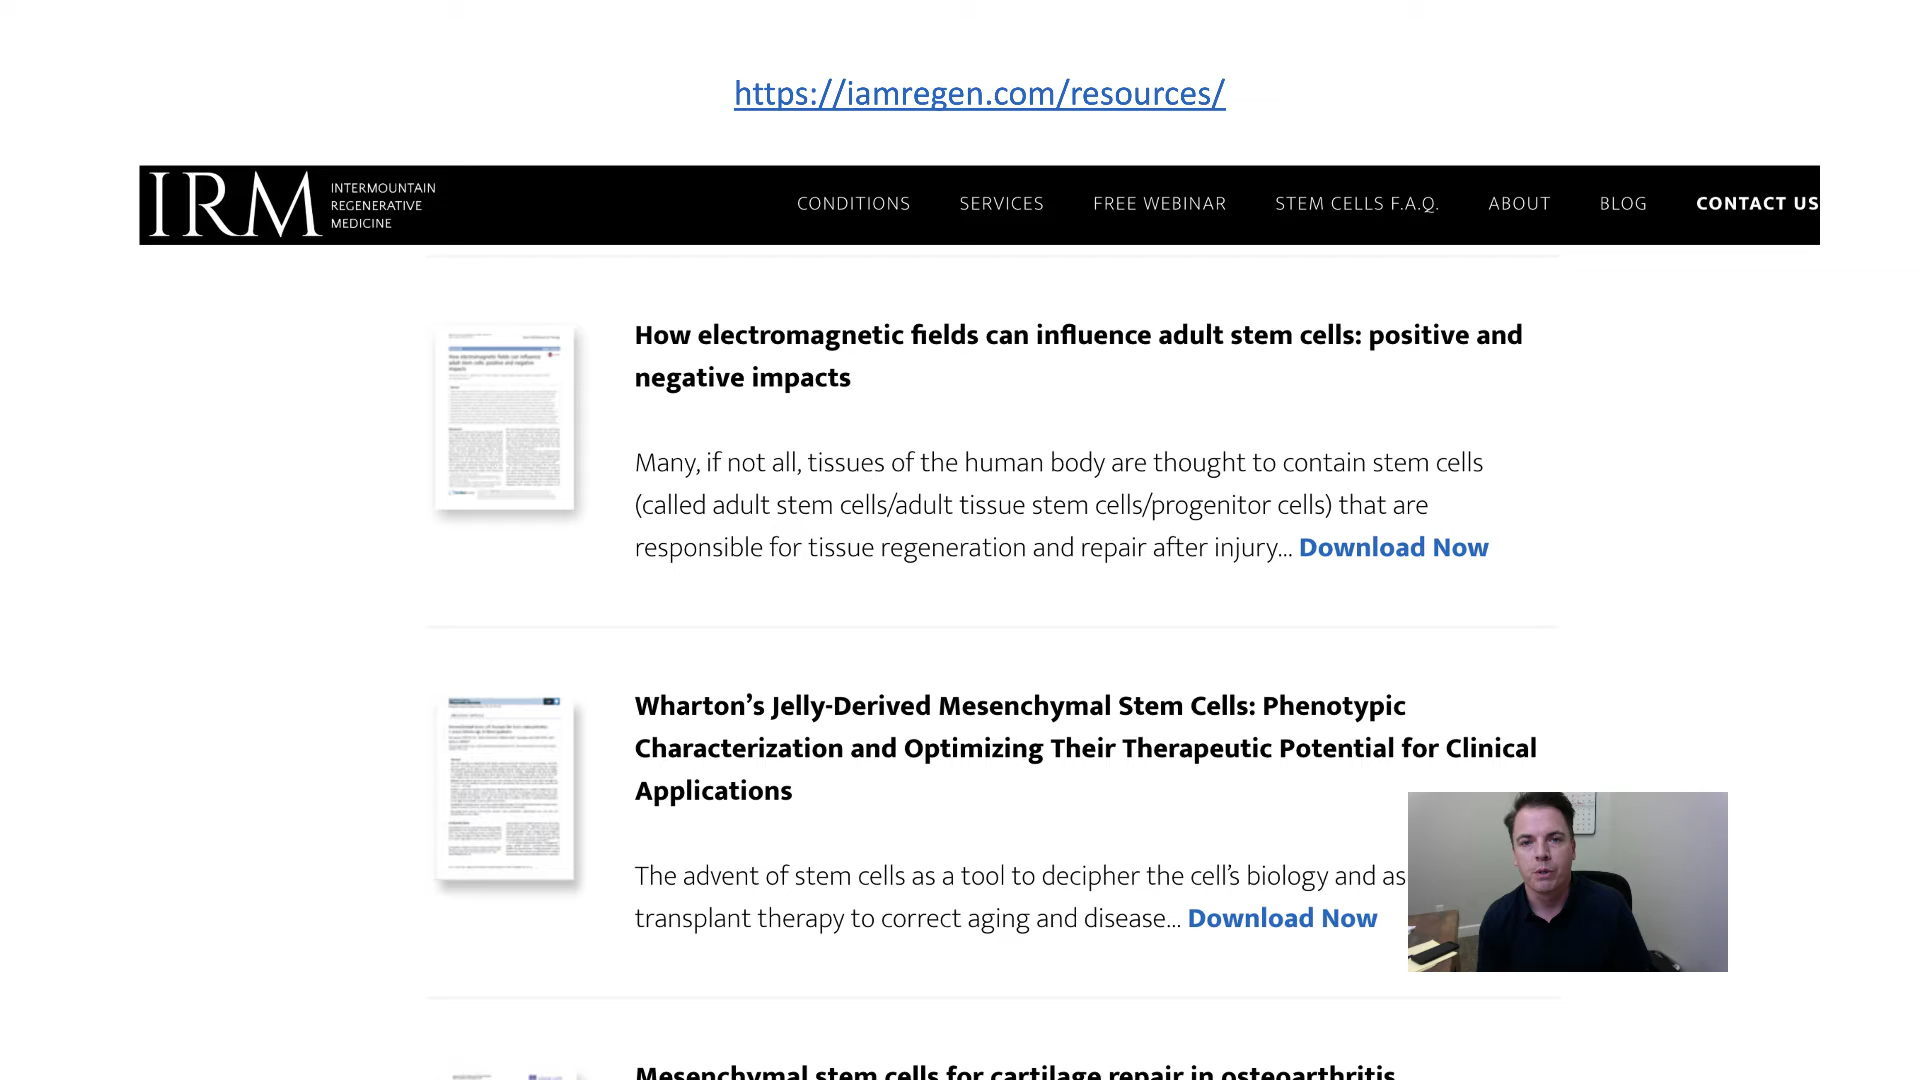 https://iamregen.com/resources/
IRM
INTERMOUNTAIN
REGENERATIVE
MEDICINE
CONDITIONS SERVICES FREE WEBINAR STEM CELLS F.A.Q. ABOUT BLOG CONTACT US
How electromagnetic fields can influence adult stem cells: positive and
negative impacts
Many, if not all, tissues of the human body are thought to contain stem cells
(called adult stem cells/adult tissue stem cells/progenitor cells) that are
responsible for tissue regeneration and repair after injury... Download Now
Wharton’s Jelly-Derived Mesenchymal Stem Cells: Phenotypic
Characterization and Optimizing Their Therapeutic Potential for Clinical
Applications
The advent of stem cells as a tool to decipher the cell’s biology and as
transplant therapy to correct aging and disease... Download Now
Mesenchymal stem cells for cartilage repair in osteoarthritis